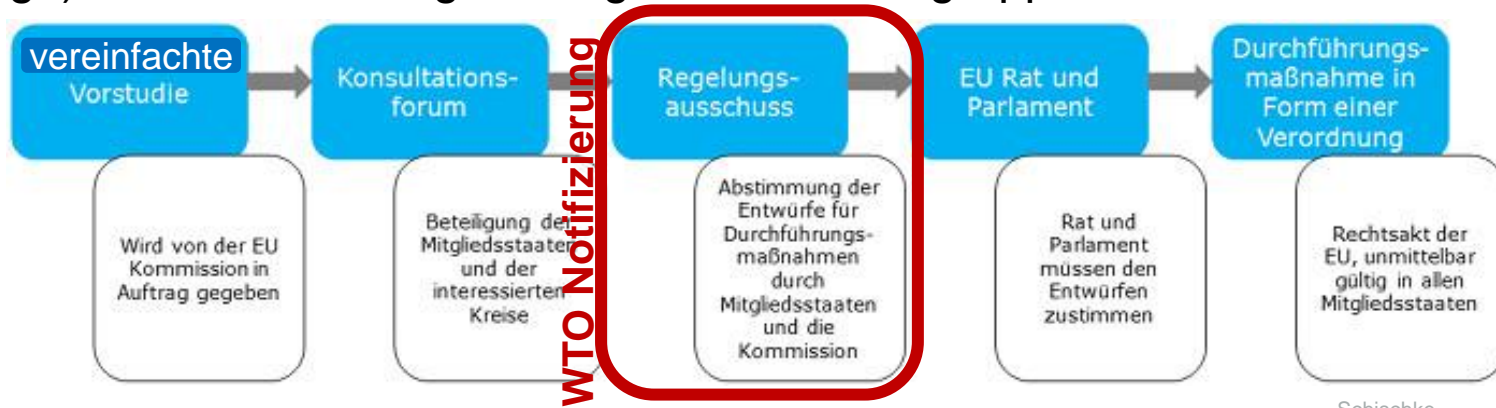 vereinfachte
Vorstudie
Wird von der EU
Kommission in
Auftrag gegeben
Konsultations-
forum
Beteiligung der
Mitgliedsstaaten
und der
interessierten
Kreise
WTO Notifizierung
Regelungs-
ausschuss
Abstimmung der
Entwürfe für
Durchführungs-
maßnahmen
durch
Mitgliedsstaaten
und die
Kommission
EU Rat und
Parlament
Rat und
Parlament
müssen den
Entwürfen
zustimmen
Durchführungs-
maßnahme in
Form einer
Verordnung
Rechtsakt der
EU, unmittelbar
gültig in allen
Mitgliedsstaaten